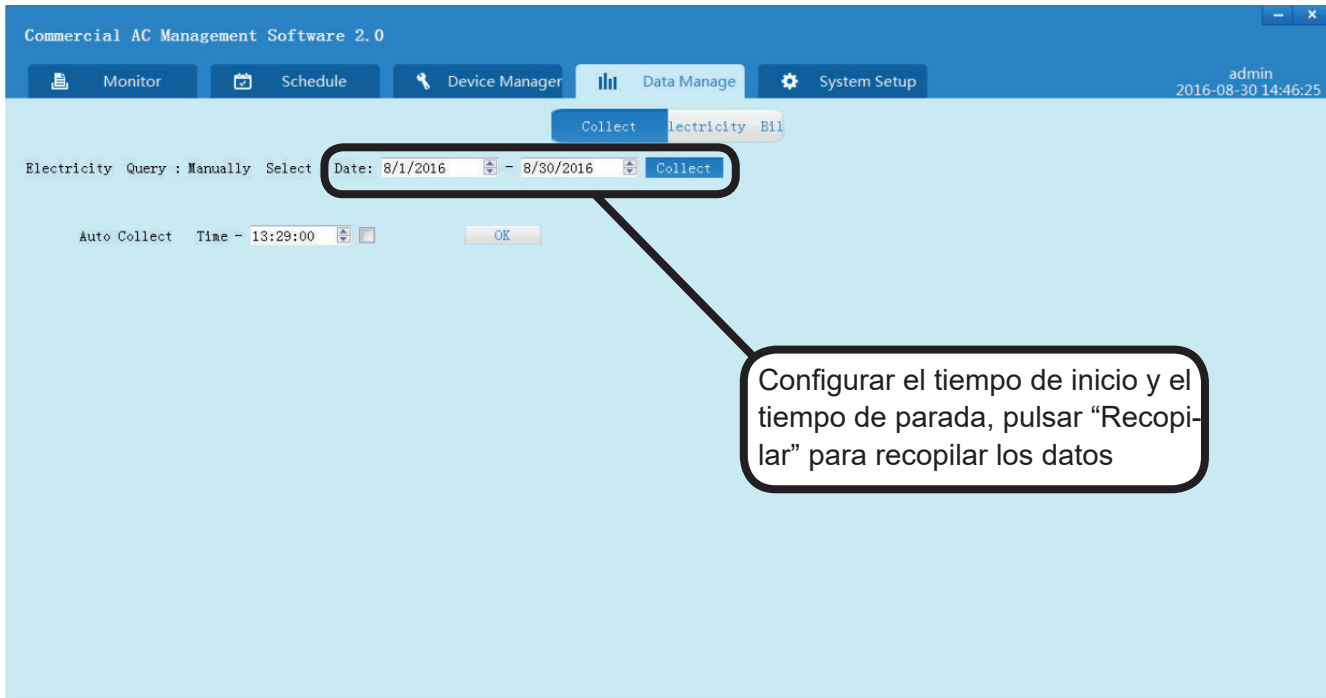 Commercial AC Management Software 2.0
Monitor Schedule Device Manager Data Manage System Setup admin
2016-08-30 14:46:25
Collect lectricity Bil
Electricity Query : Manually Select Date: 8/1/2016 - 8/30/2016 Collect
Auto Collect Time - 13:29:00 OK
Configurar el tiempo de inicio y el
tiempo de parada, pulsar “Recopi-
lar” para recopilar los datos